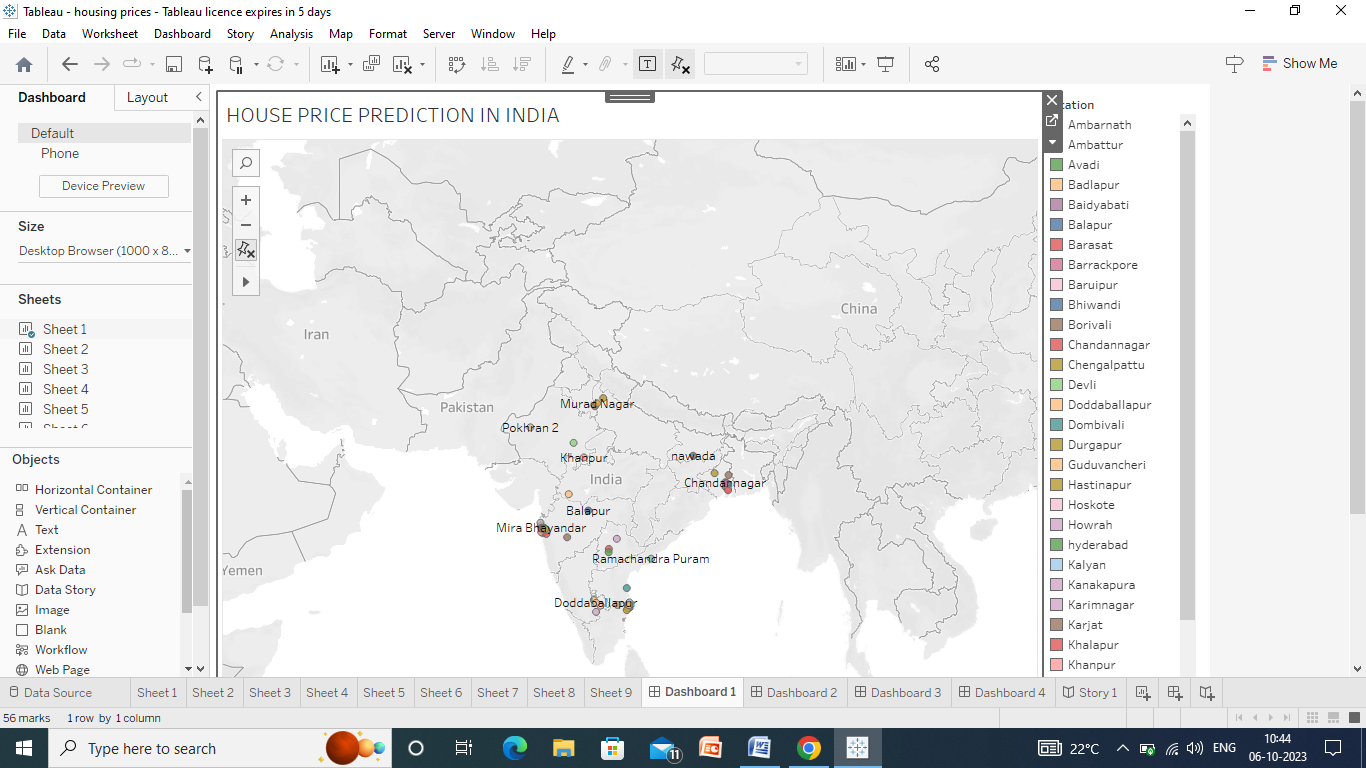 Tableau - housing prices - Tableau licence expires in 5 days
File Data Worksheet Dashboard Story Analysis Map Format Server Window Help
Show Me
Dashboard Layout
Default
Phone
Device Preview
Size
Desktop Browser (1000 x 8...
Sheets
Sheet 1
Sheet 2
Sheet 3
Sheet 4
Sheet 5
Objects
Horizontal Container
Vertical Container
Text
Extension
Ask Data
Data Story
Image
Blank
Workflow
Web Page
HOUSE PRICE PREDICTION IN INDIA
China
Iran
Pakistan
Murad Nagar
Pokhran 2
Khanpur
nawada
India
Chandannagar
Balapur
Mira Bhayandar
Ramachandra Puram
Yemen
Doddaballapur
cation
Ambarnath
Ambattur
Avadi
Badlapur
Baidyabati
Balapur
Barasat
Barrackpore
Baruipur
Bhiwandi
Borivali
Chandannagar
Chengalpattu
Devli
Doddaballapur
Dombivali
Durgapur
Guduvancheri
Hastinapur
Hoskote
Howrah
hyderabad
Kalyan
Kanakapura
Karimnagar
Karjat
Khalapur
Khanpur
Data Source Sheet 1 Sheet 2 Sheet 3 Sheet 4 Sheet 5 Sheet 6 Sheet 7 Sheet 8 Sheet 9 Dashboard 1 Dashboard 2 Dashboard 3 Dashboard 4 Story 1
56 marks 1 row by 1 column
Type here to search
11
22°C
ENG
10:44
06-10-2023